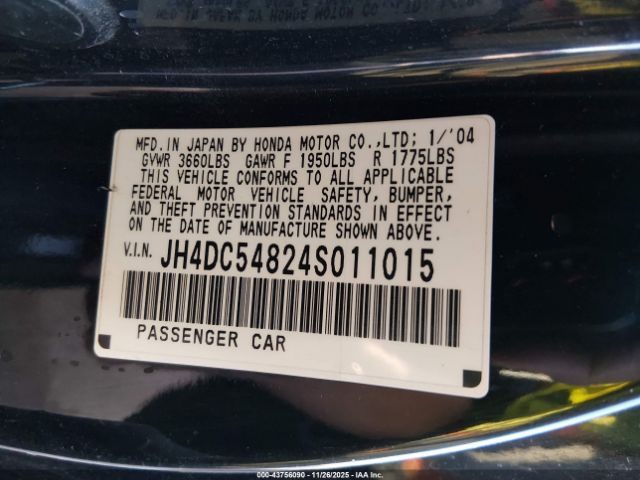 MFD.IN JAPAN BY HONDA MOTOR CO.,LTD; 1/'04
GVWR 3660LBS GAWR F 1950LBS R 1775LBS
THIS VEHICLE CONFORMS TO ALL APPLICABLE
FEDERAL MOTOR VEHICLE SAFETY, BUMPER,
AND THEFT PREVENTION STANDARDS IN EFFECT
ON THE DATE OF MANUFACTURE SHOWN ABOVE.
V.I.N. JH4DC54824S011015
PASSENGER CAR
000-43756090 - 11/26/2025 - IAAI.COM